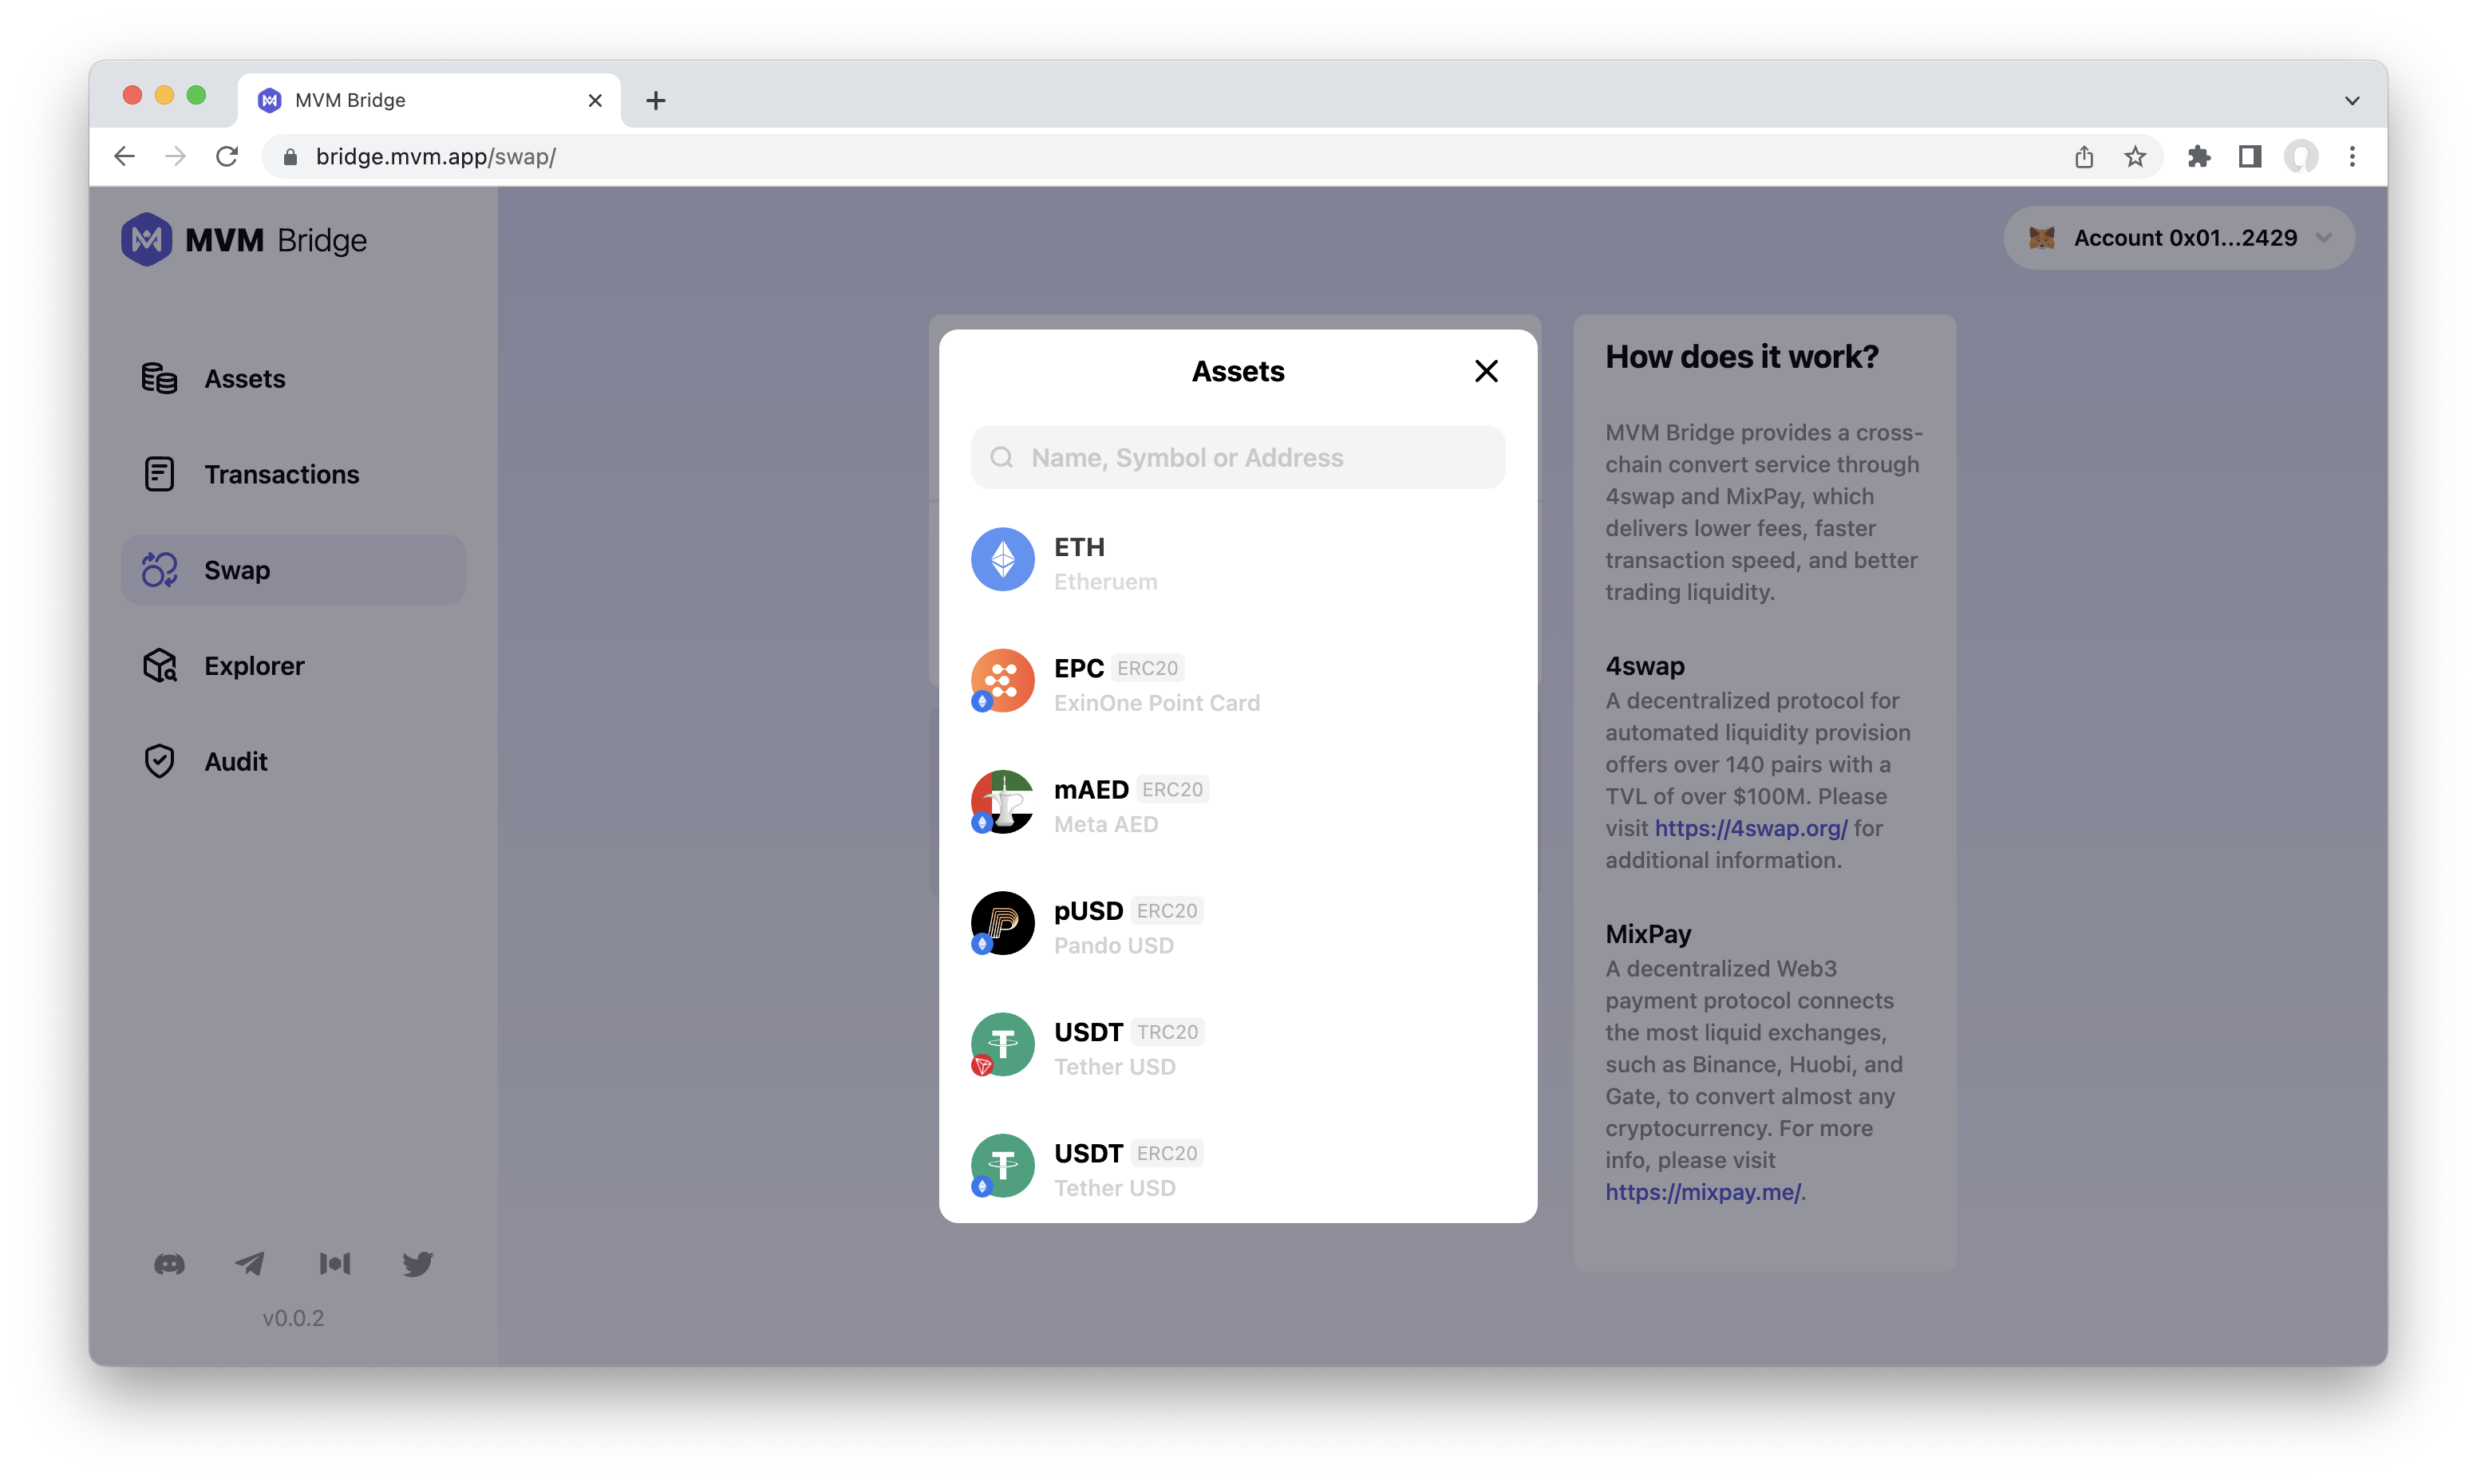 MVM Bridge
bridge.mvm.app/swap/
MVM Bridge
Account 0x01...2429
Assets
Transactions
Swap
Explorer
Audit
v0.0.2
Assets
Name, Symbol or Address
ETH
Etheruem
EPC ERC20
ExinOne Point Card
mAED ERC20
Meta AED
pUSD ERC20
Pando USD
USDT TRC20
Tether USD
USDT ERC20
Tether USD
How does it work?
MVM Bridge provides a cross-
chain convert service through
4swap and MixPay, which
delivers lower fees, faster
transaction speed, and better
trading liquidity.
4swap
A decentralized protocol for
automated liquidity provision
offers over 140 pairs with a
TVL of over $100M. Please
visit https://4swap.org/ for
additional information.
MixPay
A decentralized Web3
payment protocol connects
the most liquid exchanges,
such as Binance, Huobi, and
Gate, to convert almost any
cryptocurrency. For more
info, please visit
https://mixpay.me/.